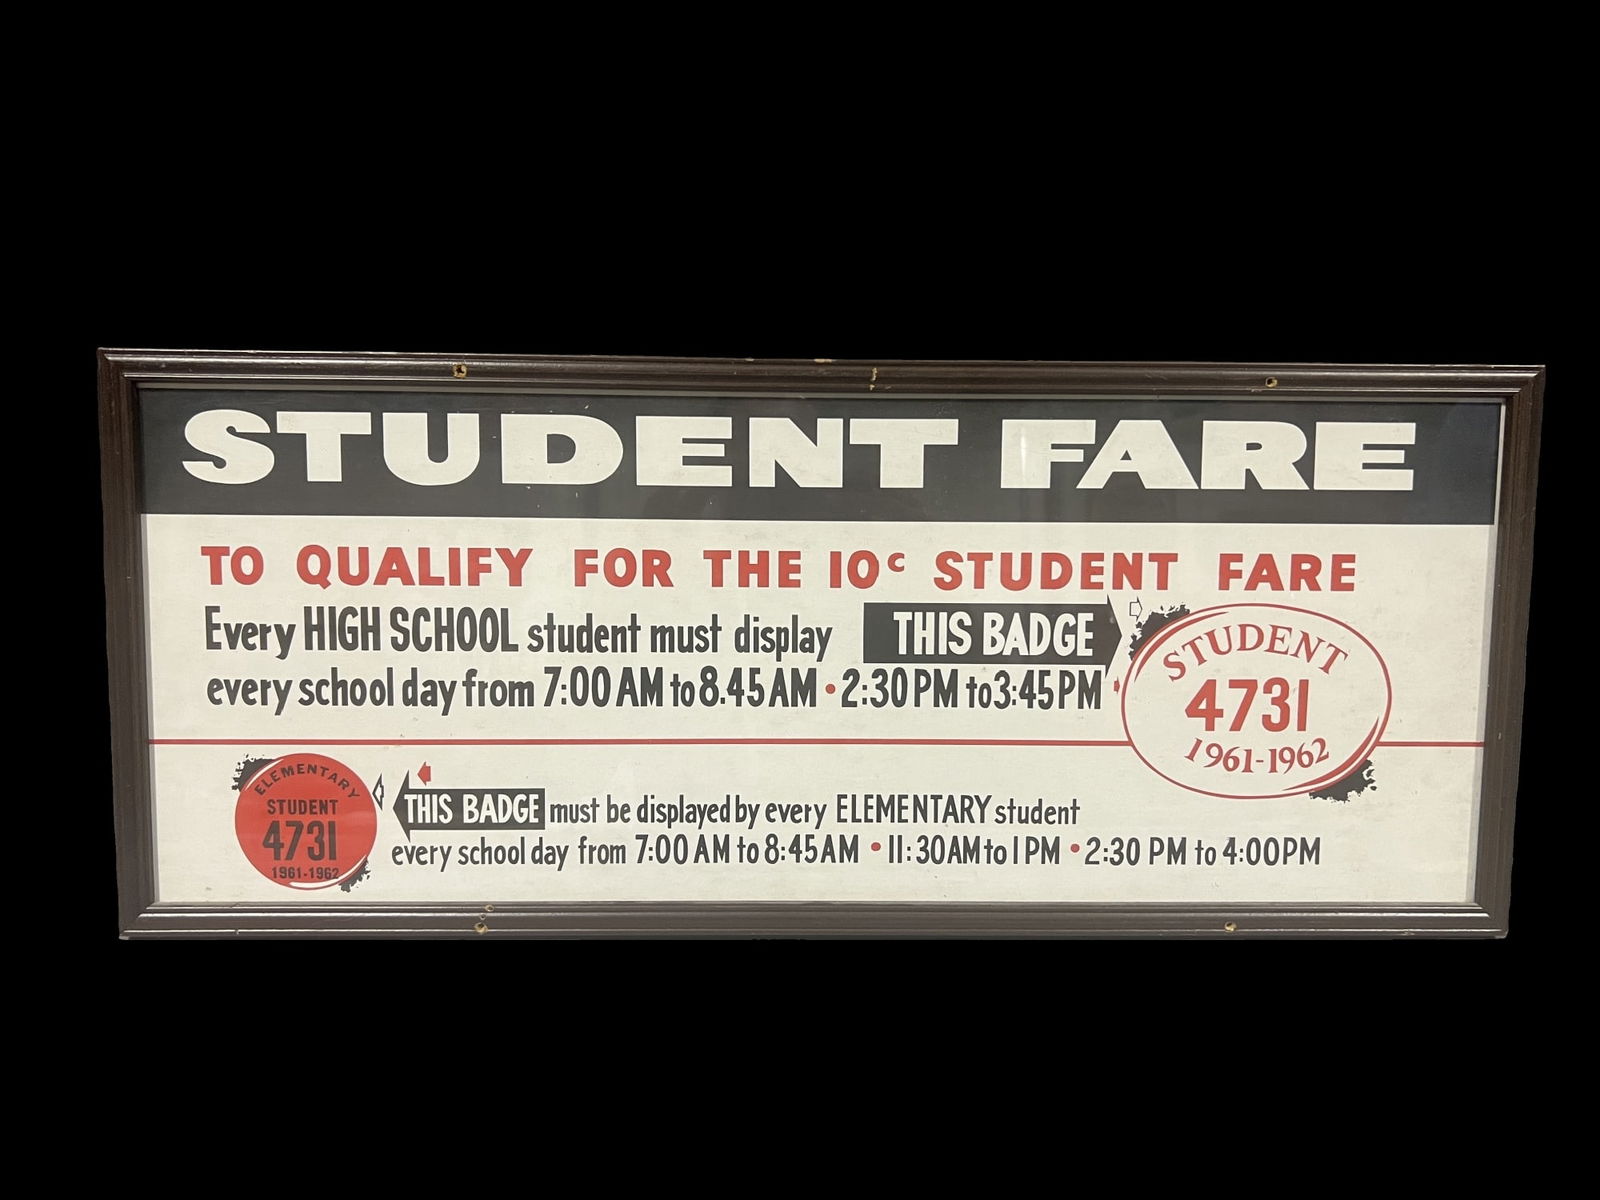 STUDENT FARE
TO QUALIFY FOR THE 10c STUDENT FARE
Every HIGH SCHOOL student must display THIS BADGE
every school day from 7:00 AM to 8.45 AM • 2:30 PM to 3:45 PM
STUDENT
4731
1961-1962
ELEMENTARY
STUDENT
4731
1961-1962
THIS BADGE must be displayed by every ELEMENTARY student
every school day from 7:00 AM to 8:45 AM • 11:30 AM to 1 PM • 2:30 PM to 4:00 PM